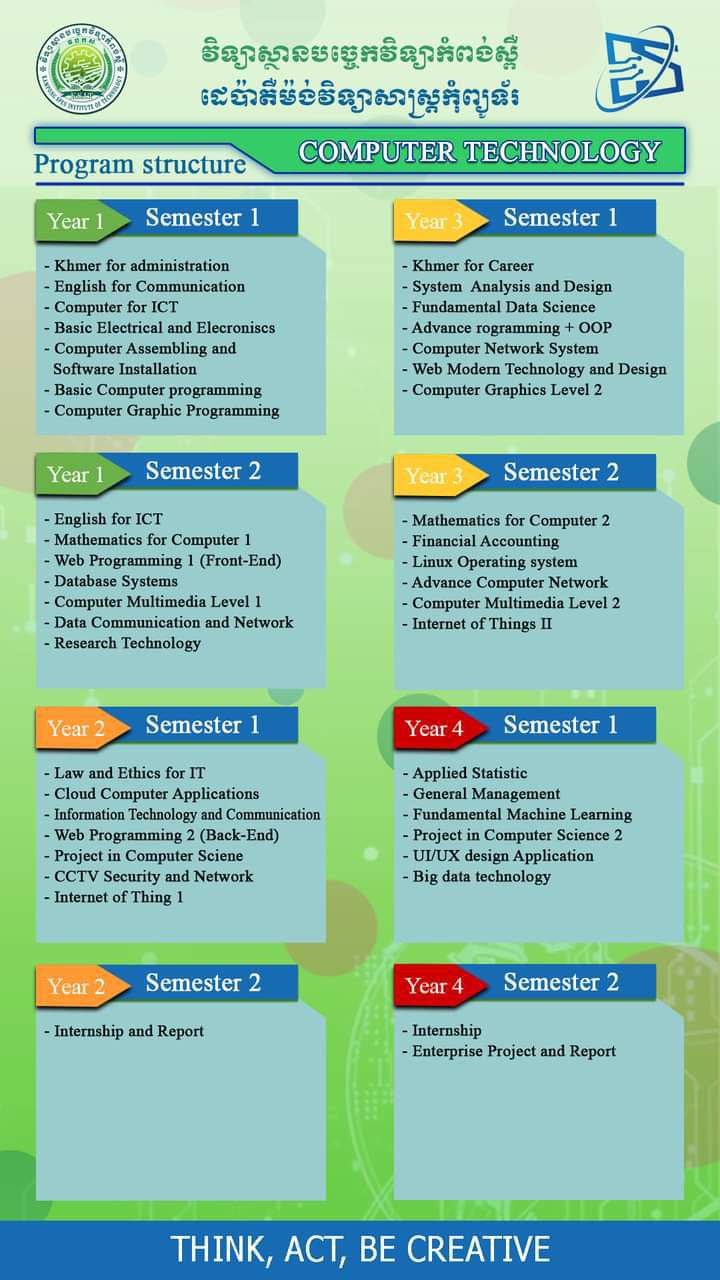 វិទ្យាស្ថានបច្ចេកវិទ្យាកំពង់ស្ពឺ
ដេប៉ាតឺម៉ង់វិទ្យាសាស្ត្រកុំព្យូទ័រ
KAMPONG SPEU INSTITUTE OF TECHNOLOGY
Program structure
COMPUTER TECHNOLOGY
Year 1 Semester 1
- Khmer for administration
- English for Communication
- Computer for ICT
- Basic Electrical and Elecroniscs
- Computer Assembling and
Software Installation
- Basic Computer programming
- Computer Graphic Programming
Year 1 Semester 2
- English for ICT
- Mathematics for Computer 1
- Web Programming 1 (Front-End)
- Database Systems
- Computer Multimedia Level 1
- Data Communication and Network
- Research Technology
Year 2 Semester 1
- Law and Ethics for IT
- Cloud Computer Applications
- Information Technology and Communication
- Web Programming 2 (Back-End)
- Project in Computer Sciene
- CCTV Security and Network
- Internet of Thing 1
Year 2 Semester 2
- Internship and Report
Year 3 Semester 1
- Khmer for Career
- System Analysis and Design
- Fundamental Data Science
- Advance rogramming + OOP
- Computer Network System
- Web Modern Technology and Design
- Computer Graphics Level 2
Year 3 Semester 2
- Mathematics for Computer 2
- Financial Accounting
- Linux Operating system
- Advance Computer Network
- Computer Multimedia Level 2
- Internet of Things II
Year 4 Semester 1
- Applied Statistic
- General Management
- Fundamental Machine Learning
- Project in Computer Science 2
- UI/UX design Application
- Big data technology
Year 4 Semester 2
- Internship
- Enterprise Project and Report
THINK, ACT, BE CREATIVE